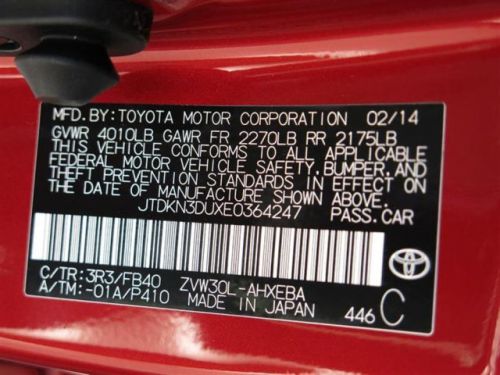 MFD.BY:TOYOTA MOTOR CORPORATION 02/14
GVWR 4010LB GAWR FR 2270LB RR 2175LB
THIS VEHICLE CONFORMS TO ALL APPLICABLE
FEDERAL MOTOR VEHICLE SAFETY,BUMPER,AND
THEFT PREVENTION STANDARDS IN EFFECT ON
THE DATE OF MANUFACTURE SHOWN ABOVE.
JTDKN3DUXE0364247 PASS.CAR
C/TR:3R3/FB40 ZVW30L-AHXEBA
A/TM:-01A/P410 MADE IN JAPAN 446 C